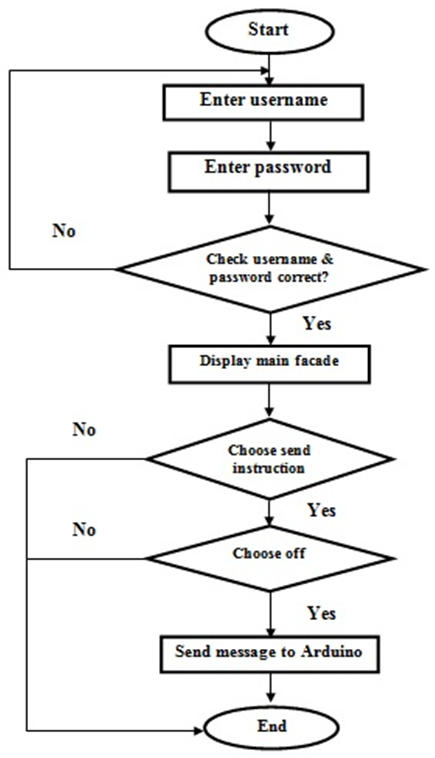 Start
Enter username
Enter password
No
Check username &
password correct?
Yes
Display main facade
No
Choose send
instruction
Yes
No
Choose off
Yes
Send message to Arduino
End